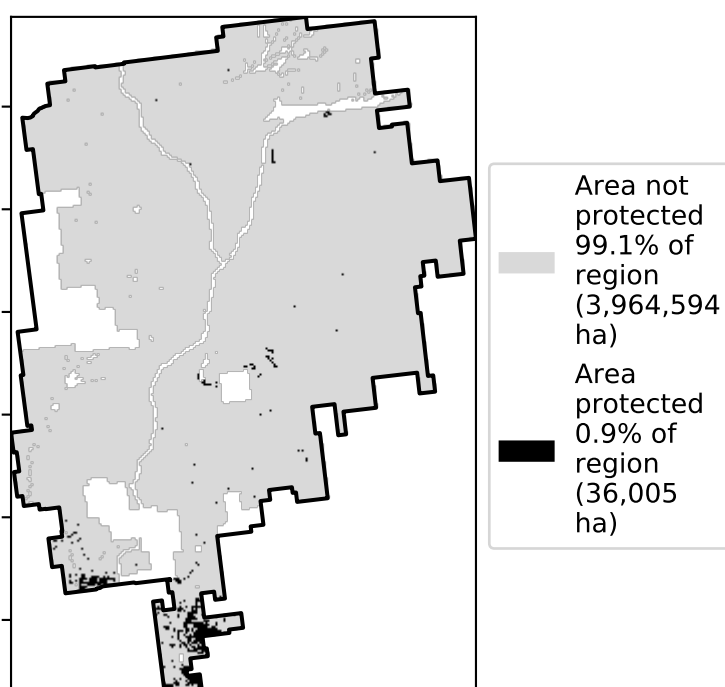 Area not
protected
99.1% of
region
(3,964,594
ha)
Area
protected
0.9% of
region
(36,005
ha)